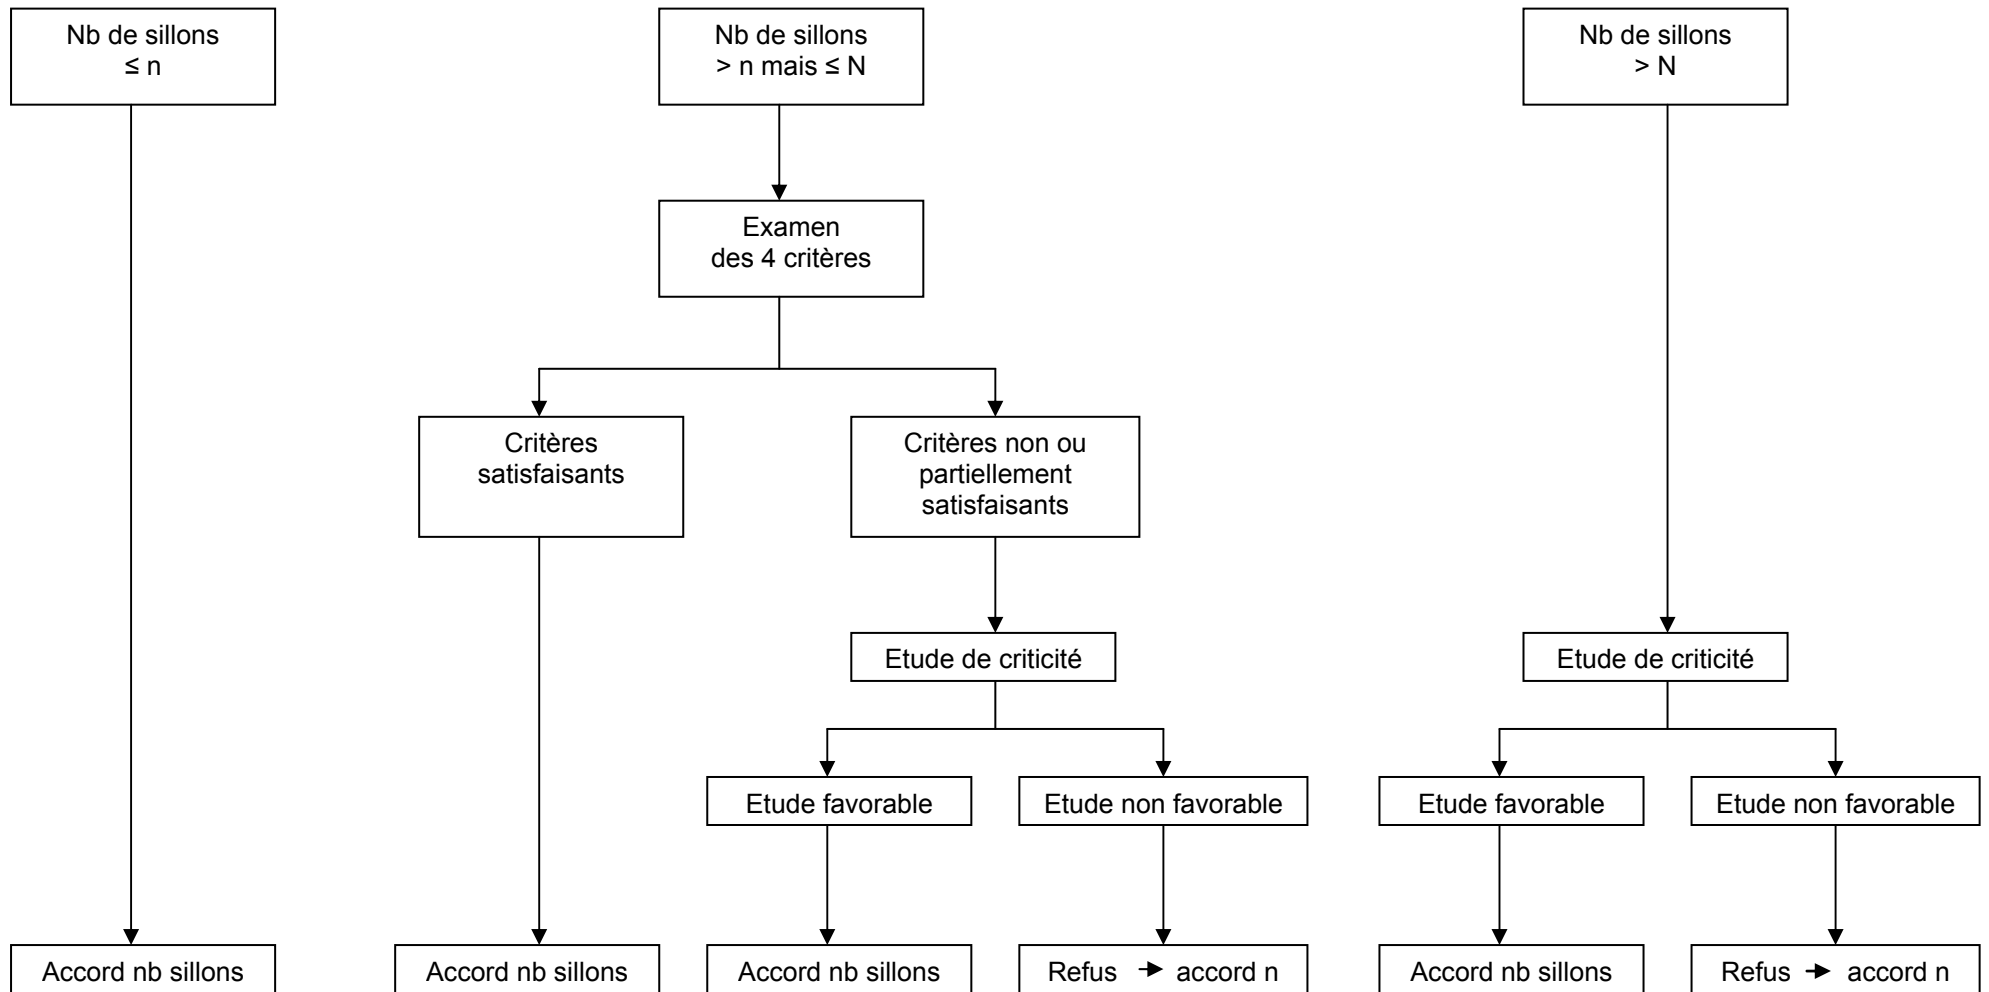 Nb de sillons
≤ n
Nb de sillons
> n mais ≤ N
Nb de sillons
> N
Examen
des 4 critères
Critères
satisfaisants
Critères non ou
partiellement
satisfaisants
Etude de criticité
Etude de criticité
Etude favorable
Etude non favorable
Etude favorable
Etude non favorable
Accord nb sillons
Accord nb sillons
Accord nb sillons
Refus → accord n
Accord nb sillons
Refus → accord n